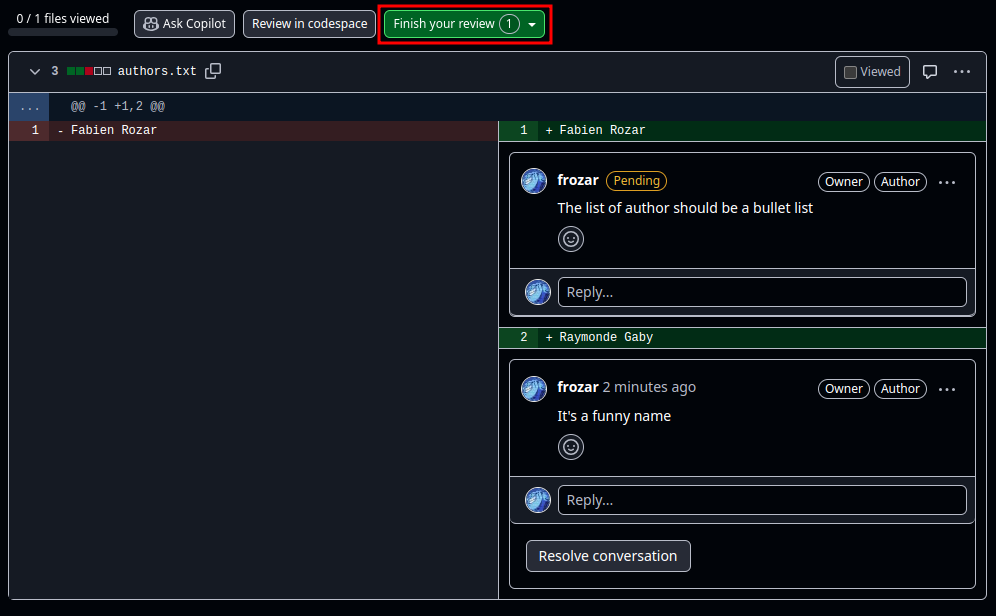 0 / 1 files viewed
Ask Copilot
Review in codespace
Finish your review 1
3 authors.txt
Viewed
...
... @@ -1 +1,2 @@
1 - Fabien Rozar
1 + Fabien Rozar
frozar Pending Owner Author ...
The list of author should be a bullet list
Reply...
2 + Raymonde Gaby
frozar 2 minutes ago Owner Author ...
It's a funny name
Reply...
Resolve conversation